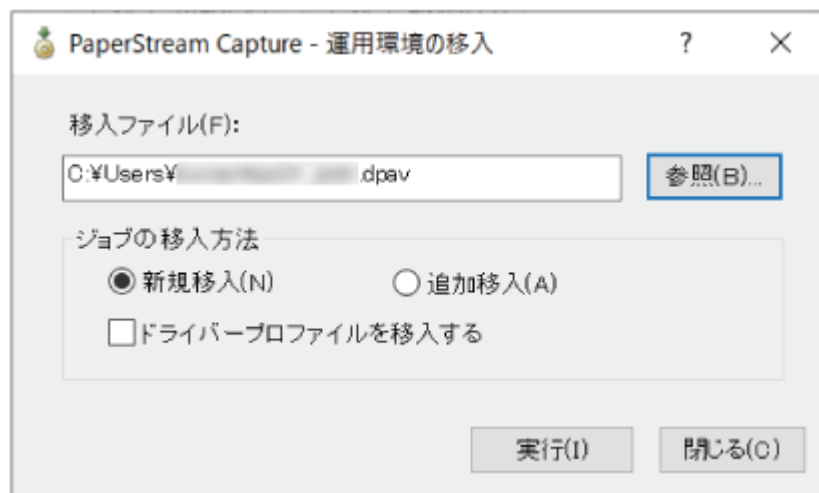 PaperStream Capture - 運用環境の移入
移入ファイル(F):
C:¥Users¥ .dpav
参照(B)...
ジョブの移入方法
新規移入(N) 追加移入(A)
ドライバープロファイルを移入する
実行(I) 閉じる(C)